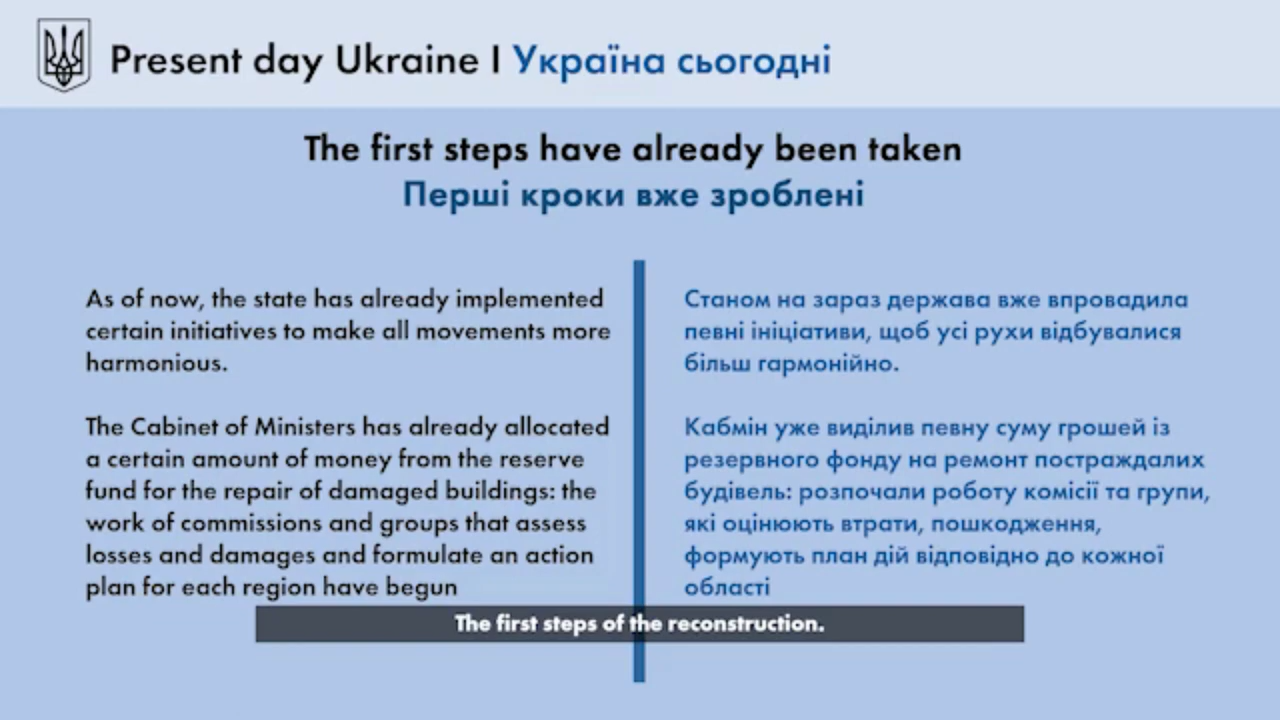 Present day Ukraine I Україна сьогодні
The first steps have already been taken
Перші кроки вже зроблені
As of now, the state has already implemented
certain initiatives to make all movements more
harmonious.
The Cabinet of Ministers has already allocated
a certain amount of money from the reserve
fund for the repair of damaged buildings: the
work of commissions and groups that assess
losses and damages and formulate an action
plan for each region have begun
Станом на зараз держава вже впровадила
певні ініціативи, щоб усі рухи відбувалися
більш гармонійно.
Кабмін уже виділив певну суму грошей із
резервного фонду на ремонт постраждалих
будівель: розпочали роботу комісії та групи,
які оцінюють втрати, пошкодження,
формують план дій відповідно до кожної
області
The first steps of the reconstruction.